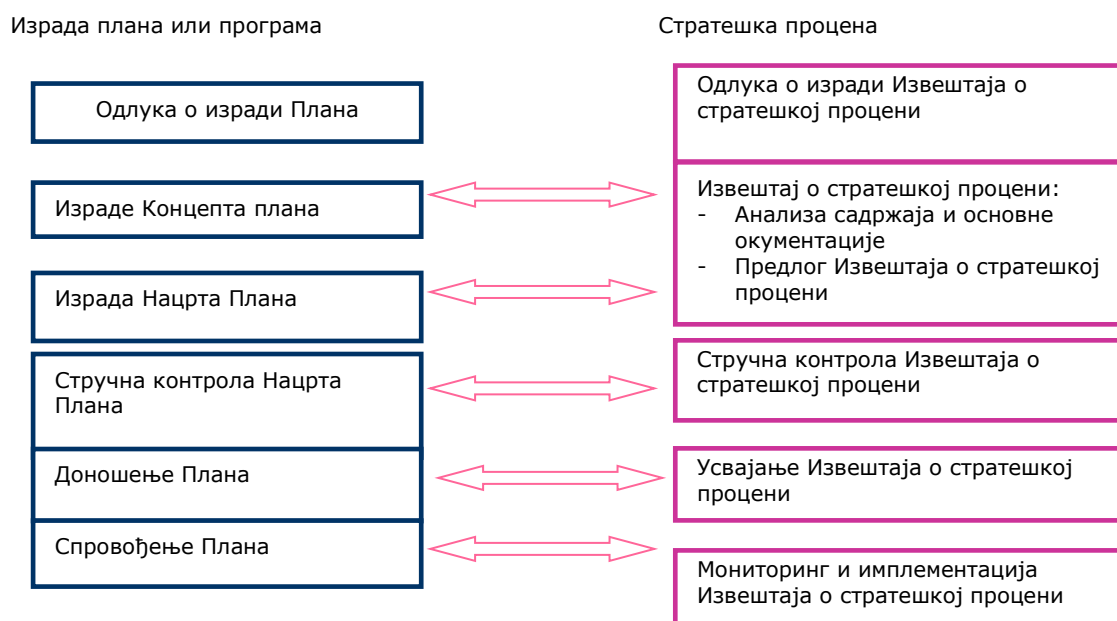 Израда плана или програма
Стратешка процена
Одлука о изради Плана
Израде Концепта плана
Израда Нацрта Плана
Стручна контрола Нацрта
Плана
Доношење Плана
Спровођење Плана
Одлука о изради Извештаја о
стратешкој процени
Извештај о стратешкој процени:
- Анализа садржаја и основне
окументације
- Предлог Извештаја о стратешкој
процени
Стручна контрола Извештаја о
стратешкој процени
Усвајање Извештаја о стратешкој
процени
Мониторинг и имплементација
Извештаја о стратешкој процени